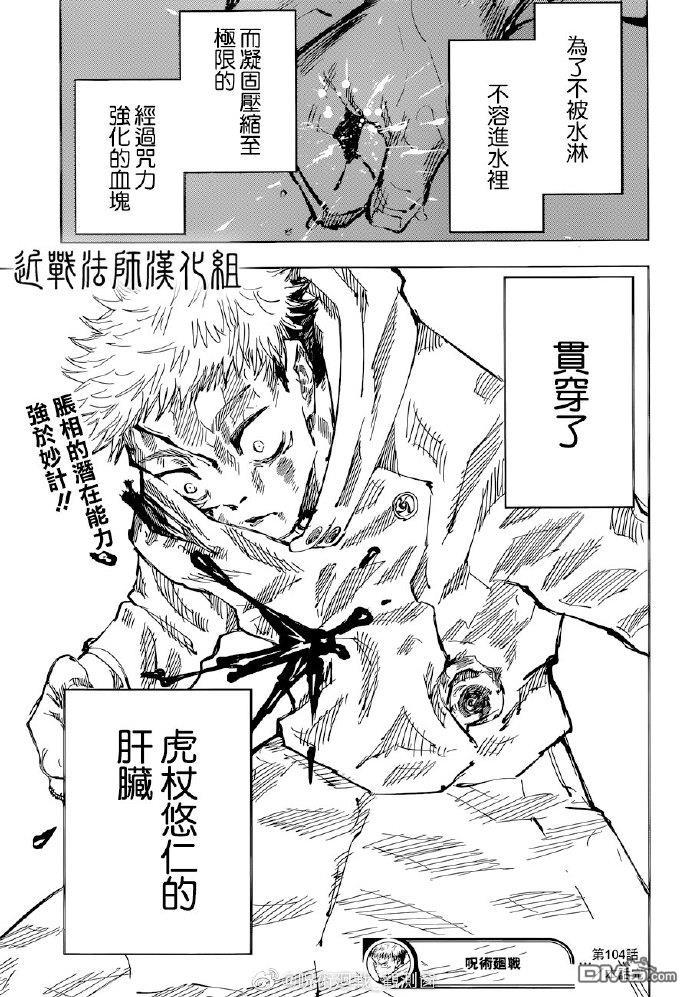 為了不被水淋
不溶進水裡
而凝固壓縮至
極限的
經過咒力
強化的血塊
近戰法師漢化組
貫穿了
脹相的潛在能力
強於妙計!!
虎杖悠仁的
肝臟
呪術廻戦
第104話